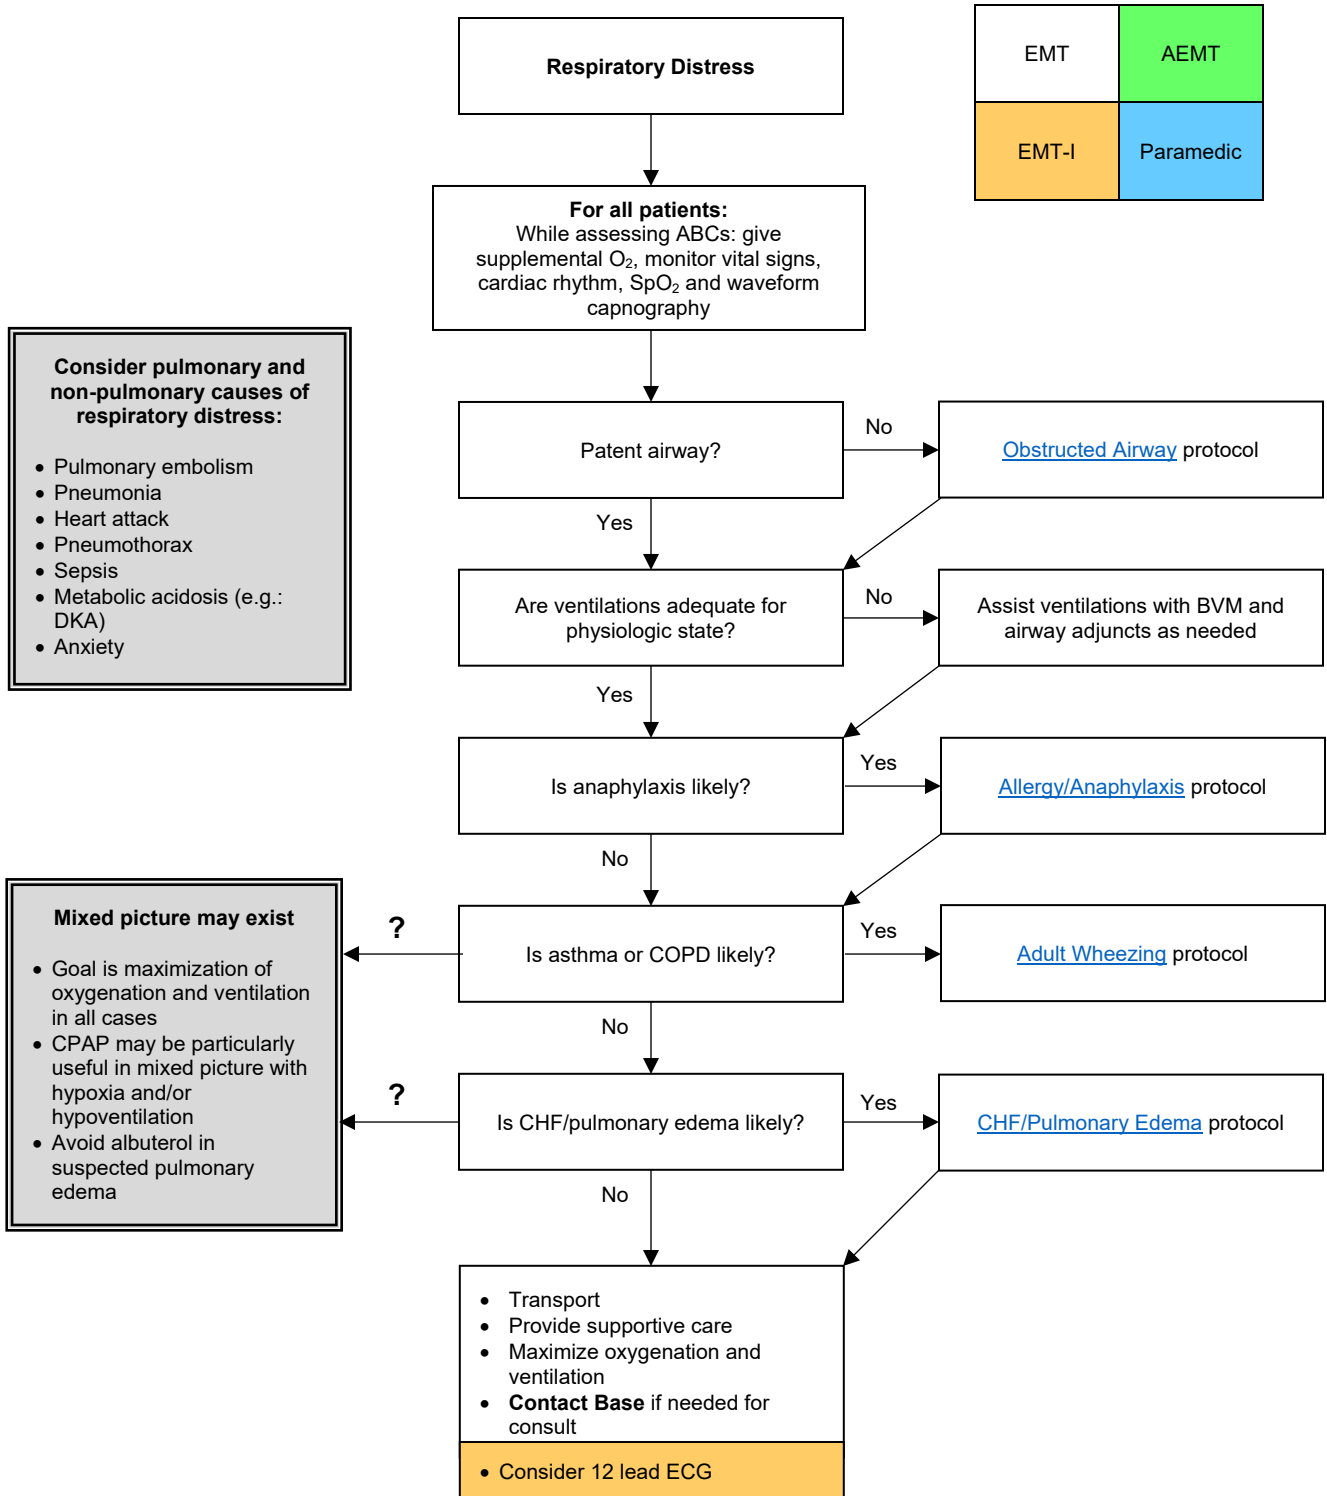 Respiratory Distress
EMT
AEMT
EMT-I
Paramedic
For all patients:
While assessing ABCs: give
supplemental O₂, monitor vital signs,
cardiac rhythm, SpO₂ and waveform
capnography
Consider pulmonary and
non-pulmonary causes of
respiratory distress:
• Pulmonary embolism
• Pneumonia
• Heart attack
• Pneumothorax
• Sepsis
• Metabolic acidosis (e.g.:
DKA)
• Anxiety
Patent airway?
No
Obstructed Airway protocol
Yes
Are ventilations adequate for
physiologic state?
No
Assist ventilations with BVM and
airway adjuncts as needed
Yes
Is anaphylaxis likely?
Yes
Allergy/Anaphylaxis protocol
No
Mixed picture may exist
• Goal is maximization of
oxygenation and ventilation
in all cases
• CPAP may be particularly
useful in mixed picture with
hypoxia and/or
hypoventilation
• Avoid albuterol in
suspected pulmonary
edema
?
Is asthma or COPD likely?
Yes
Adult Wheezing protocol
No
?
Is CHF/pulmonary edema likely?
Yes
CHF/Pulmonary Edema protocol
No
• Transport
• Provide supportive care
• Maximize oxygenation and
ventilation
• Contact Base if needed for
consult
• Consider 12 lead ECG